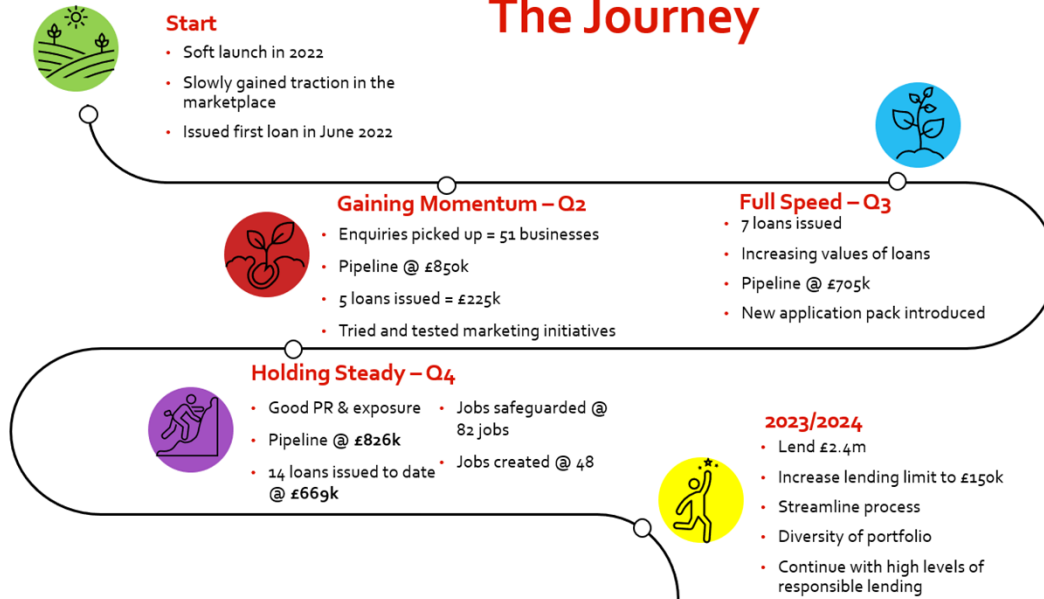 The Journey
Start
• Soft launch in 2022
• Slowly gained traction in the
marketplace
• Issued first loan in June 2022
Gaining Momentum – Q2
• Enquiries picked up = 51 businesses
• Pipeline @ £850k
• 5 loans issued = £225k
• Tried and tested marketing initiatives
Full Speed – Q3
• 7 loans issued
• Increasing values of loans
• Pipeline @ £705k
• New application pack introduced
Holding Steady – Q4
• Good PR & exposure
• Pipeline @ £826k
• 14 loans issued to date
@ £669k
• Jobs safeguarded @
82 jobs
• Jobs created @ 48
2023/2024
• Lend £2.4m
• Increase lending limit to £150k
• Streamline process
• Diversity of portfolio
• Continue with high levels of
responsible lending